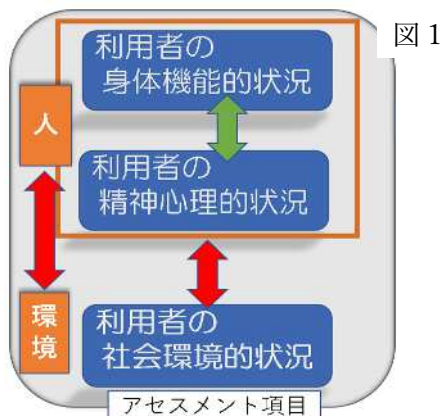 図1
利用者の
身体機能的状況
人
利用者の
精神心理的状況
環境
利用者の
社会環境的状況
アセスメント項目